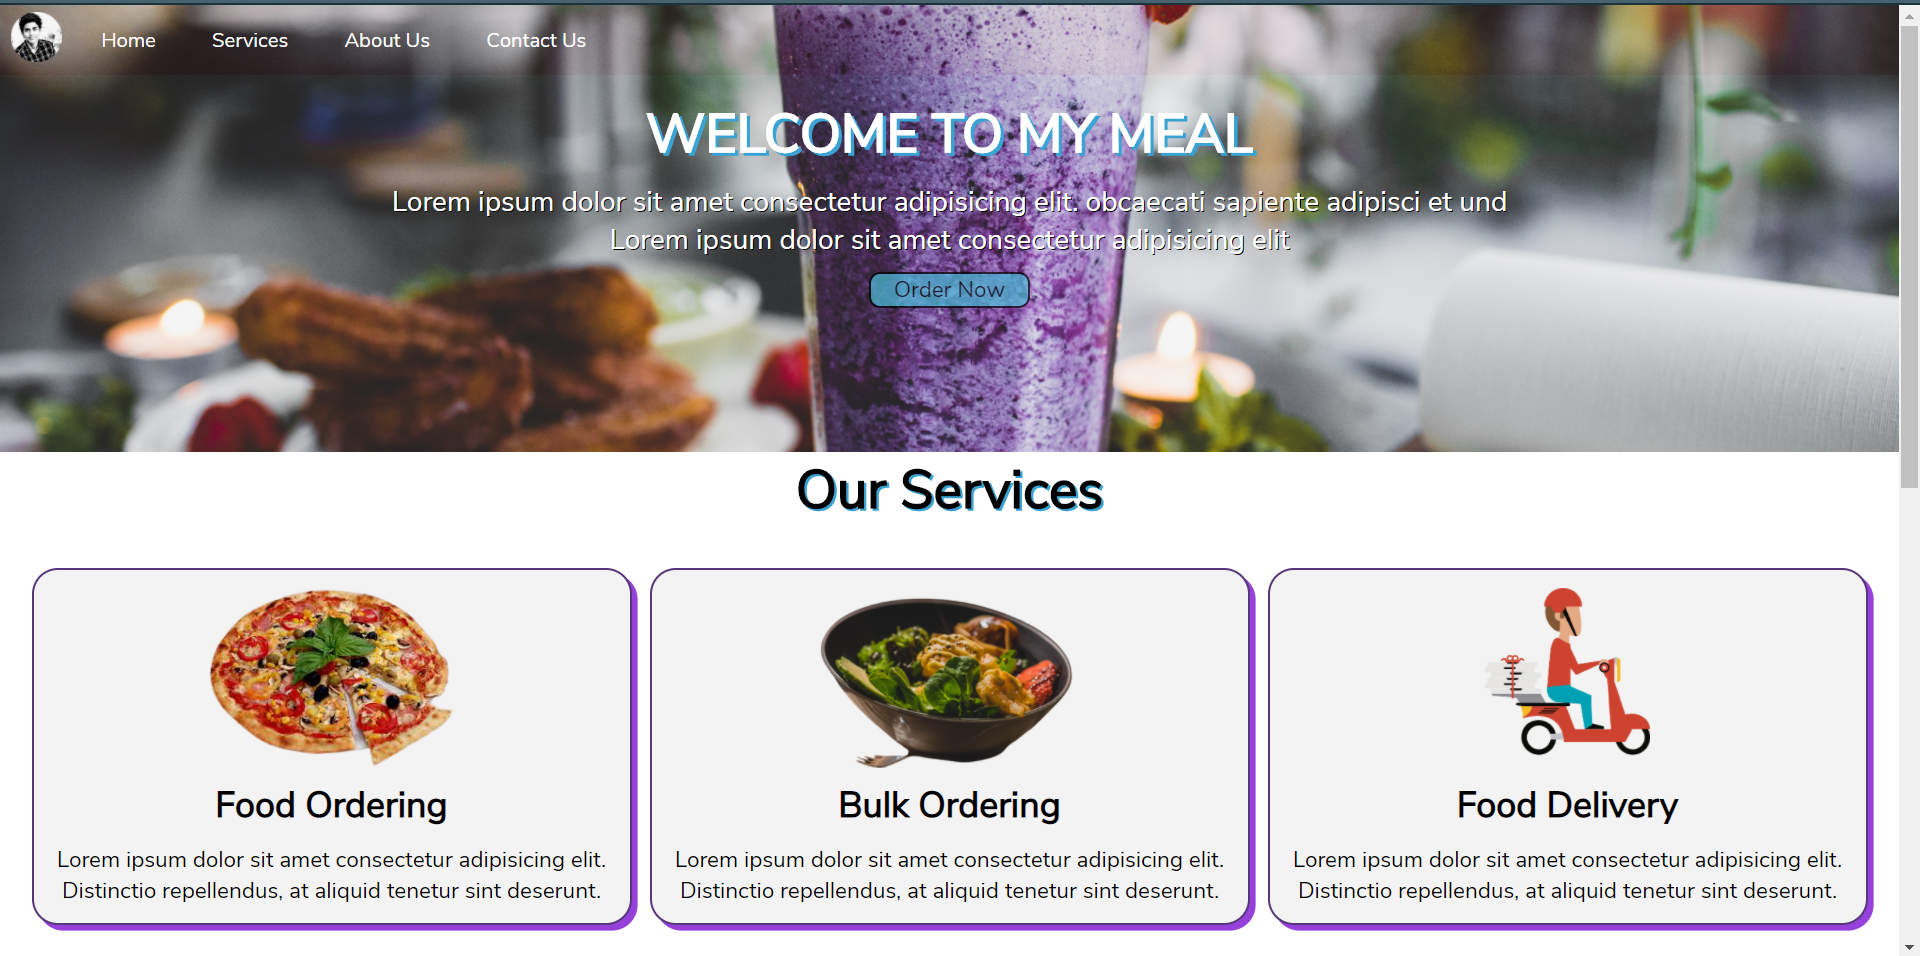 Home Services About Us Contact Us
WELCOME TO MY MEAL
Lorem ipsum dolor sit amet consectetur adipisicing elit. obcaecati sapiente adipisci et und
Lorem ipsum dolor sit amet consectetur adipisicing elit
Order Now
Our Services
Food Ordering
Lorem ipsum dolor sit amet consectetur adipisicing elit.
Distinctio repellendus, at aliquid tenetur sint deserunt.
Bulk Ordering
Lorem ipsum dolor sit amet consectetur adipisicing elit.
Distinctio repellendus, at aliquid tenetur sint deserunt.
Food Delivery
Lorem ipsum dolor sit amet consectetur adipisicing elit.
Distinctio repellendus, at aliquid tenetur sint deserunt.